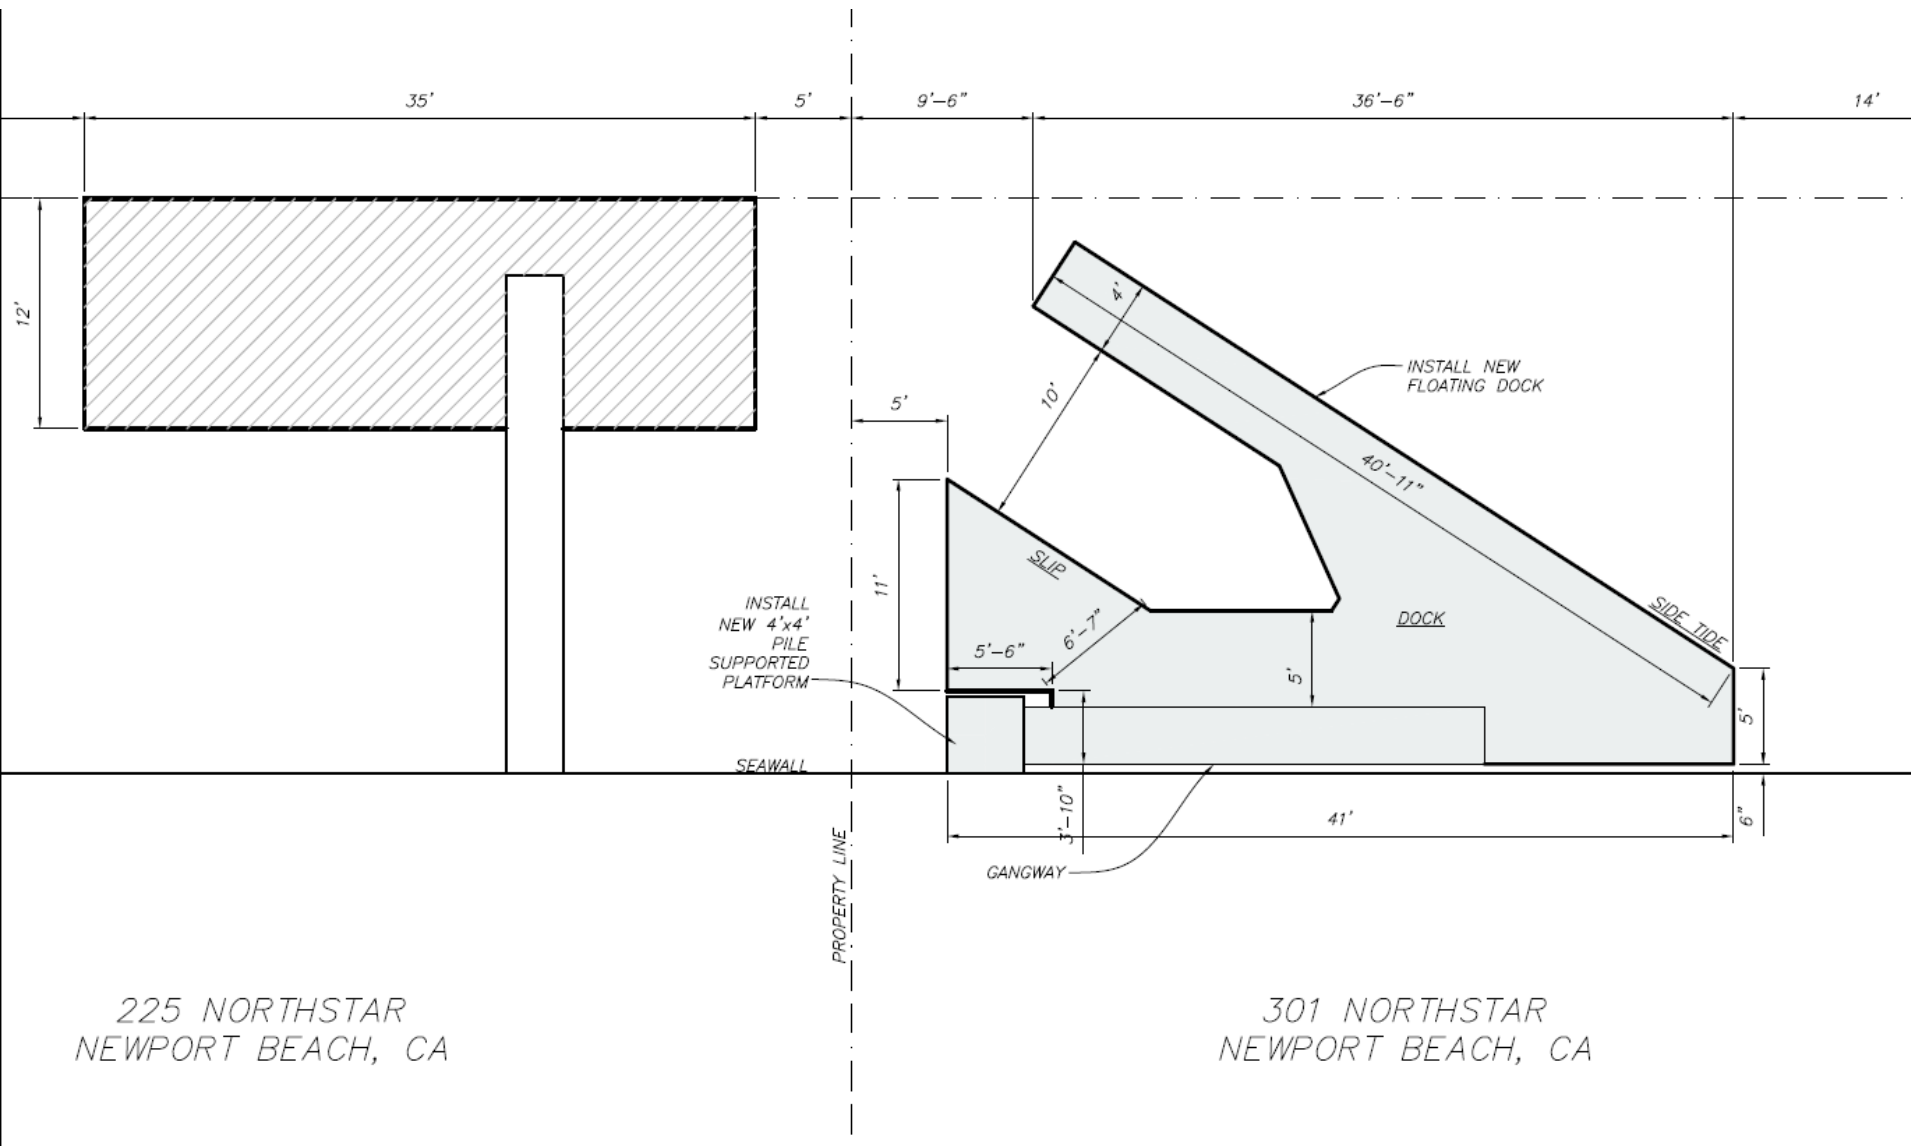 35'
5'
9'-6"
36'-6"
14'
12'
4'
10'
INSTALL NEW
FLOATING DOCK
5'
40'-11"
11'
SLIP
INSTALL
NEW 4'x4'
PILE
SUPPORTED
PLATFORM
6'-7"
5'-6"
DOCK
SIDE TIDE
5'
5'
SEAWALL
3'-10"
41'
6"
GANGWAY
PROPERTY LINE
225 NORTHSTAR
NEWPORT BEACH, CA
301 NORTHSTAR
NEWPORT BEACH, CA